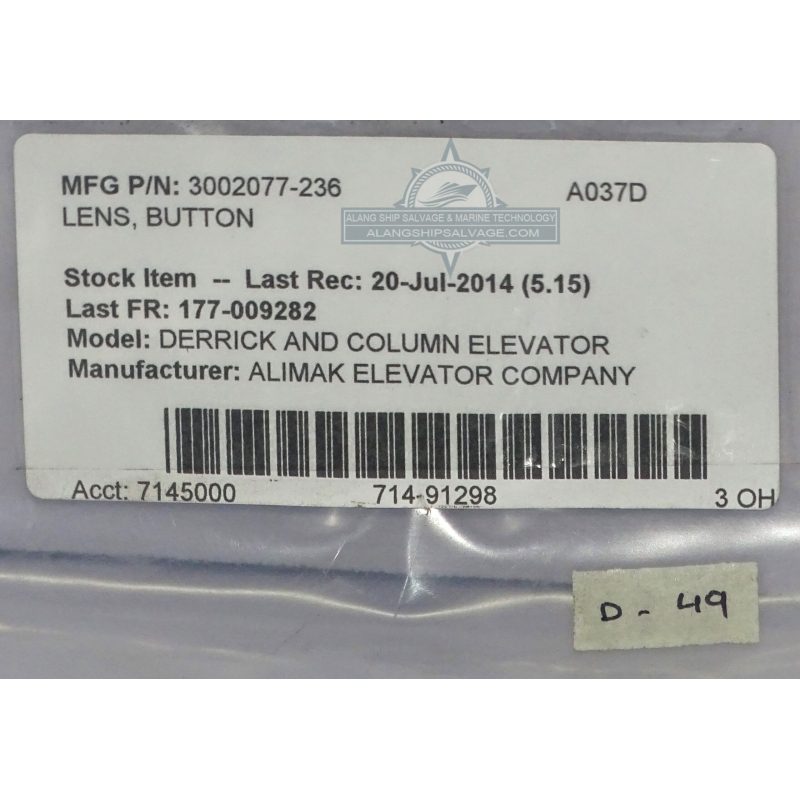 MFG P/N: 3002077-236
A037D
LENS, BUTTON
ALANG SHIP SALVAGE & MARINE TECHNOLOGY
ALANGSHIPSALVAGE.COM
Stock Item -- Last Rec: 20-Jul-2014 (5.15)
Last FR: 177-009282
Model: DERRICK AND COLUMN ELEVATOR
Manufacturer: ALIMAK ELEVATOR COMPANY
Acct: 7145000 714-91298 3 OH
D - 49